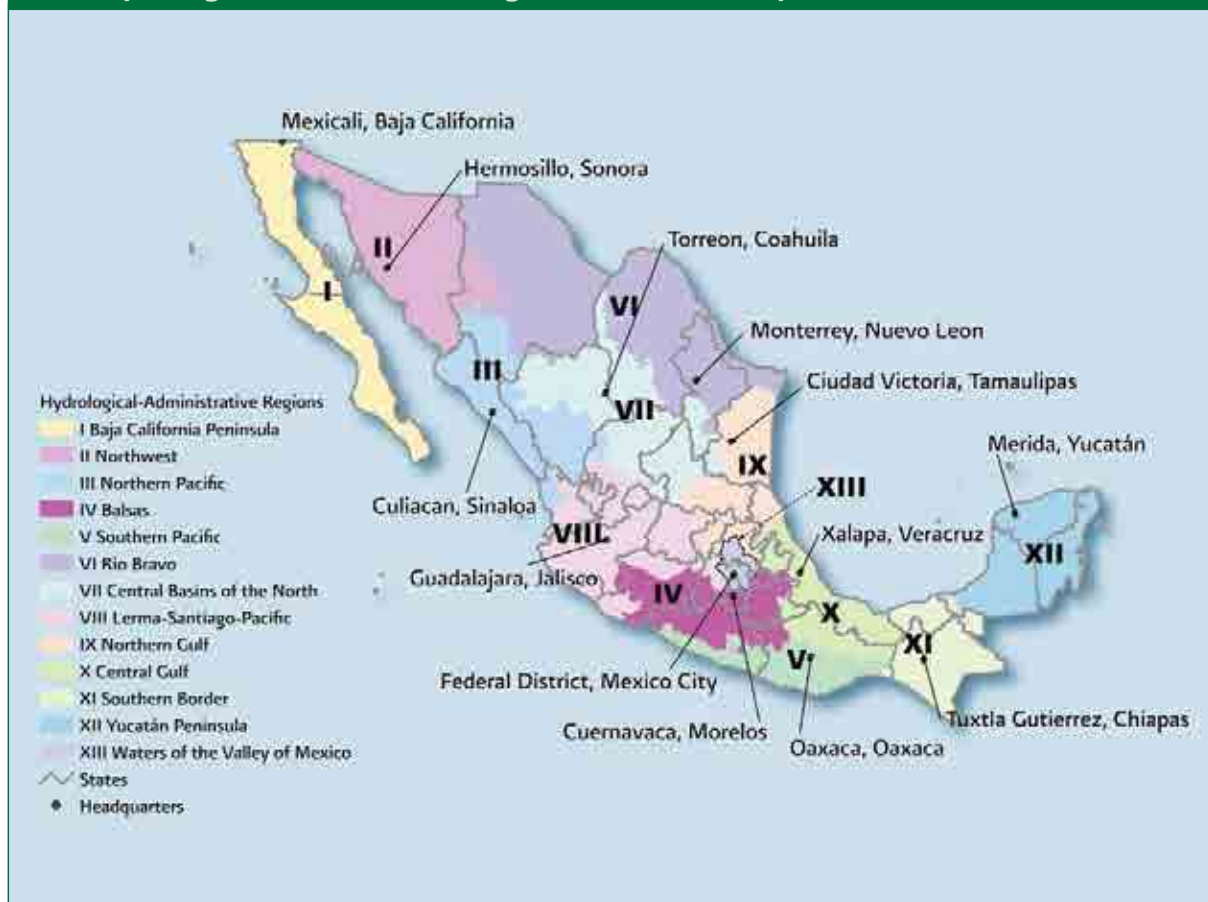 Mexicali, Baja California
Hermosillo, Sonora
Torreon, Coahuila
Monterrey, Nuevo Leon
Ciudad Victoria, Tamaulipas
Merida, Yucatán
Xalapa, Veracruz
Culiacan, Sinaloa
Guadalajara, Jalisco
Federal District, Mexico City
Cuernavaca, Morelos
Oaxaca, Oaxaca
Tuxtla Gutierrez, Chiapas
I
II
III
IV
V
VI
VII
VIII
IX
X
XI
XII
XIII
Hydrological-Administrative Regions
I Baja California Peninsula
II Northwest
III Northern Pacific
IV Balsas
V Southern Pacific
VI Rio Bravo
VII Central Basins of the North
VIII Lerma-Santiago-Pacific
IX Northern Gulf
X Central Gulf
XI Southern Border
XII Yucatán Peninsula
XIII Waters of the Valley of Mexico
States
Headquarters